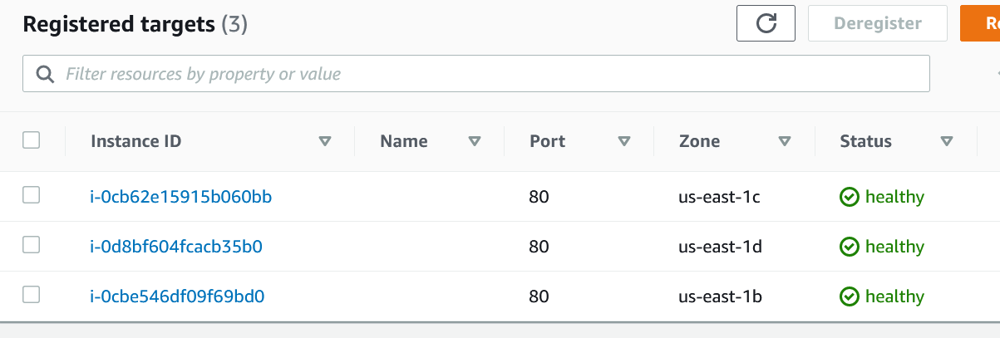 Registered targets (3)
Deregister
Filter resources by property or value
Instance ID Name Port Zone Status
i-0cb62e15915b060bb 80 us-east-1c healthy
i-0d8bf604fcacb35b0 80 us-east-1d healthy
i-0cbe546df09f69bd0 80 us-east-1b healthy